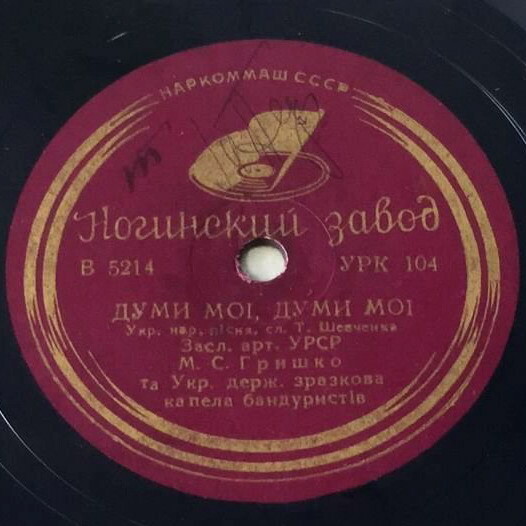 НАРКОММАШ СССР
Ногинский завод
В 5214 УРК 104
ДУМИ МОЇ, ДУМИ МОЇ
Укр. нар. пісня, сл. Т. Шевченка
Засл. арт. УРСР
М. С. Гришко
та Укр. держ. зразкова
капела бандуристів